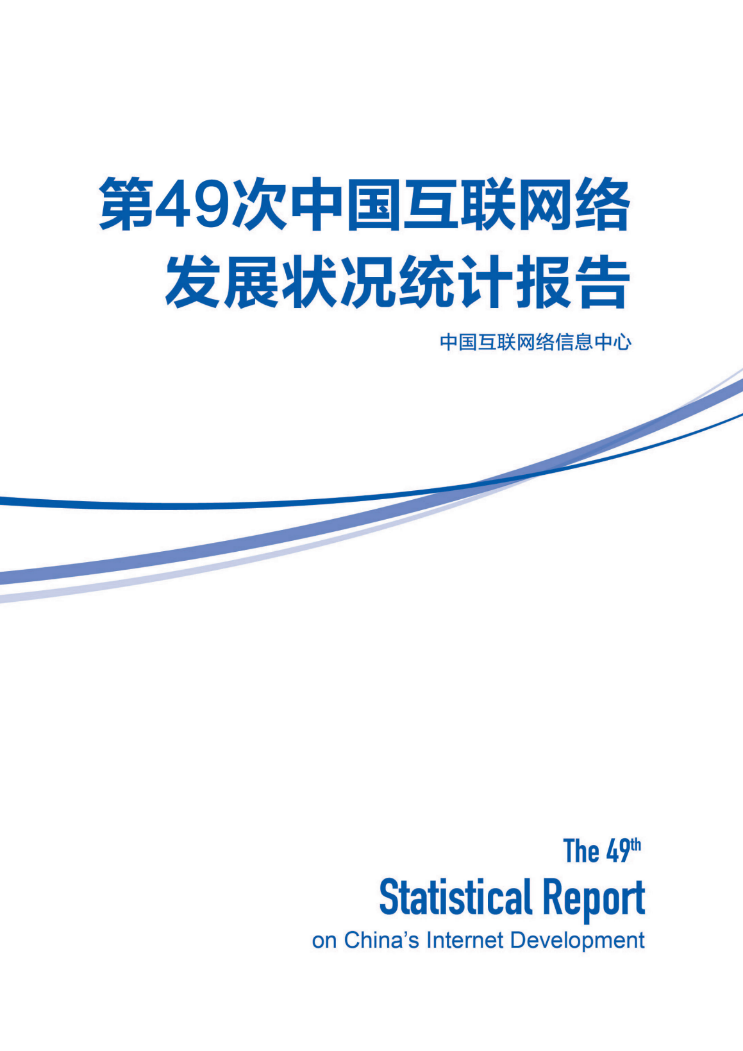 第49次中国互联网络
发展状况统计报告
中国互联网络信息中心
The 49th
Statistical Report
on China's Internet Development